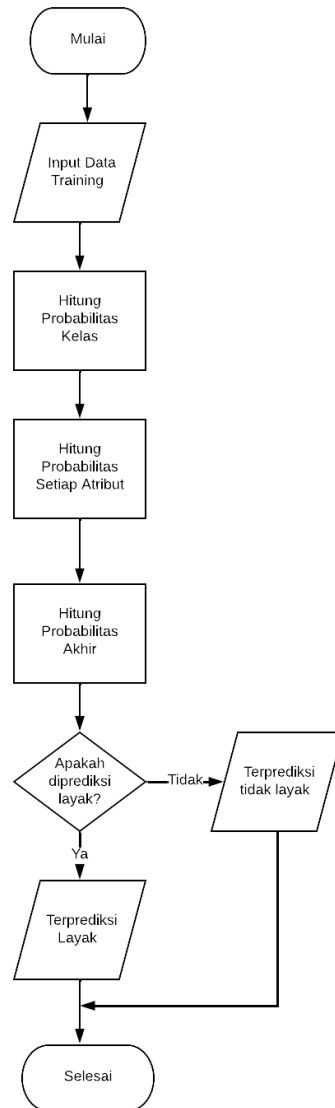 Mulai
Input Data
Training
Hitung
Probabilitas
Kelas
Hitung
Probabilitas
Setiap Atribut
Hitung
Probabilitas
Akhir
Apakah
diprediksi
layak?
Tidak
Terprediksi
tidak layak
Ya
Terprediksi
Layak
Selesai